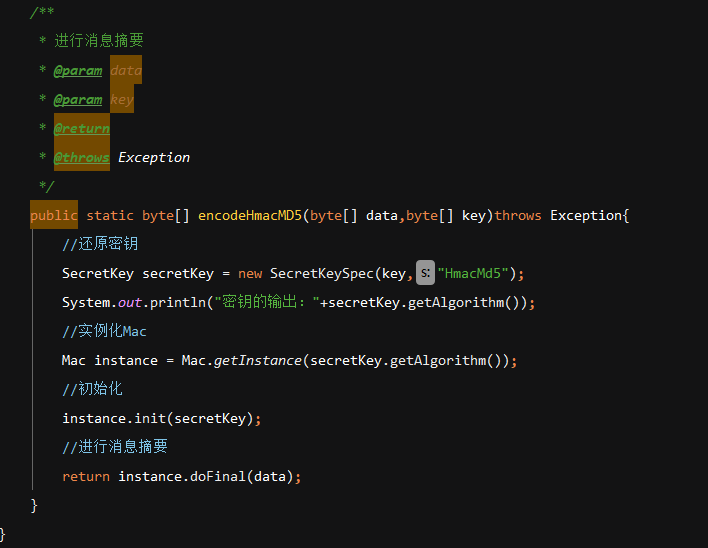 /**
* 进行消息摘要
* @param data
* @param key
* @return
* @throws Exception
*/
public static byte[] encodeHmacMD5(byte[] data,byte[] key)throws Exception{
//还原密钥
SecretKey secretKey = new SecretKeySpec(key, s: "HmacMd5");
System.out.println("密钥的输出："+secretKey.getAlgorithm());
//实例化Mac
Mac instance = Mac.getInstance(secretKey.getAlgorithm());
//初始化
instance.init(secretKey);
//进行消息摘要
return instance.doFinal(data);
}
}